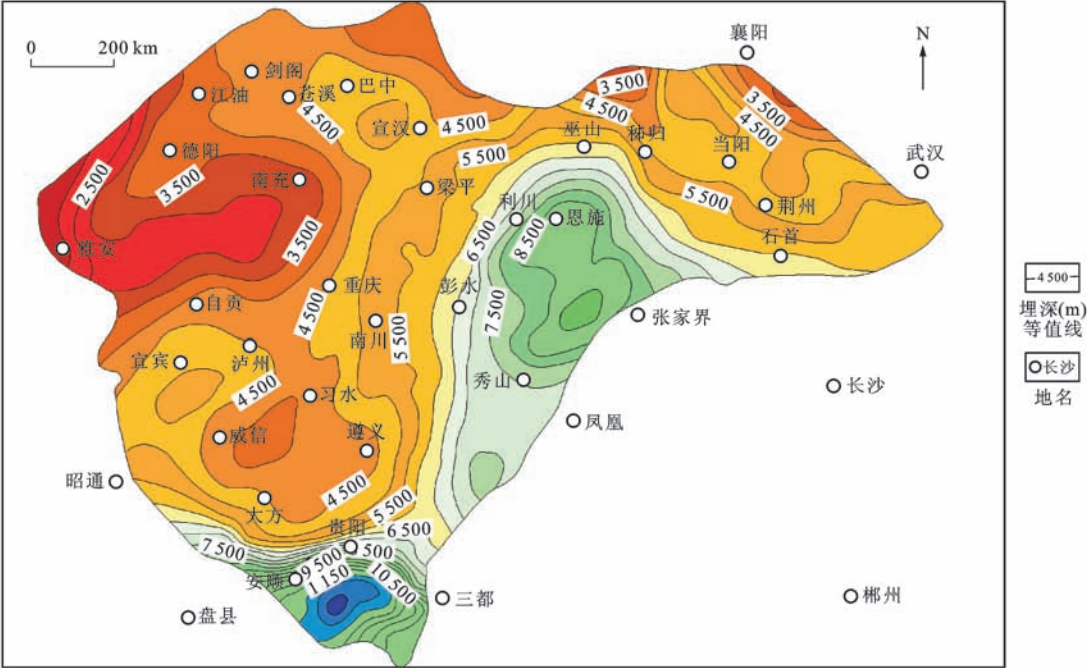 0 200 km
襄阳
N
剑阁
江油
苍溪
巴中
4 500
宣汉
4 500
3 500
4 500
3 500
4 500
巫山
秭归
当阳
武汉
德阳
2 500
3 500
南充
5 500
梁平
利川
恩施
5 500
荆州
石首
雅安
3 500
6 500
8 500
自贡
重庆
4 500
彭水
7 500
张家界
南川
5 500
宜宾
泸州
4 500
习水
秀山
长沙
凤凰
威信
遵义
昭通
大方
4 500
5 500
贵阳
6 500
7 500
9 500
500
安顺
1 150
10 500
三都
盘县
郴州
4 500
埋深(m)
等值线
长沙
地名